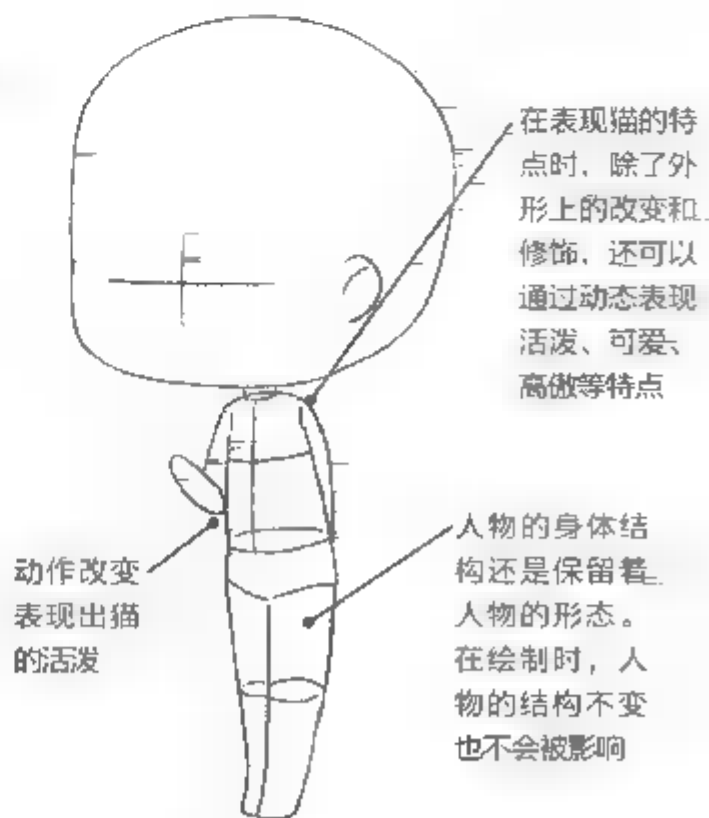 在表现猫的特
点时，除了外
形上的改变和
修饰，还可以
通过动态表现
活泼、可爱、
高傲等特点
动作改变
表现出猫
的活泼
人物的身体结
构还是保留着
人物的形态。
在绘制时，人
物的结构不变
也不会被影响